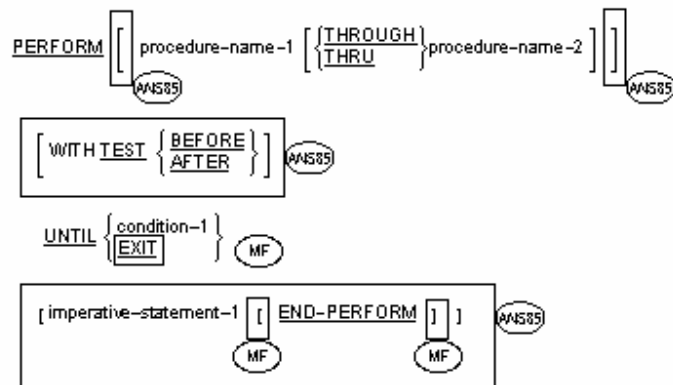 PERFORM [ procedure-name-1 [ { THROUGH THRU } procedure-name-2 ] ]
ANS85 ANS85
[ WITH TEST { BEFORE AFTER } ] ANS85
UNTIL { condition-1 EXIT } MF
[ imperative-statement-1 [ END-PERFORM ] ] ANS85
MF MF